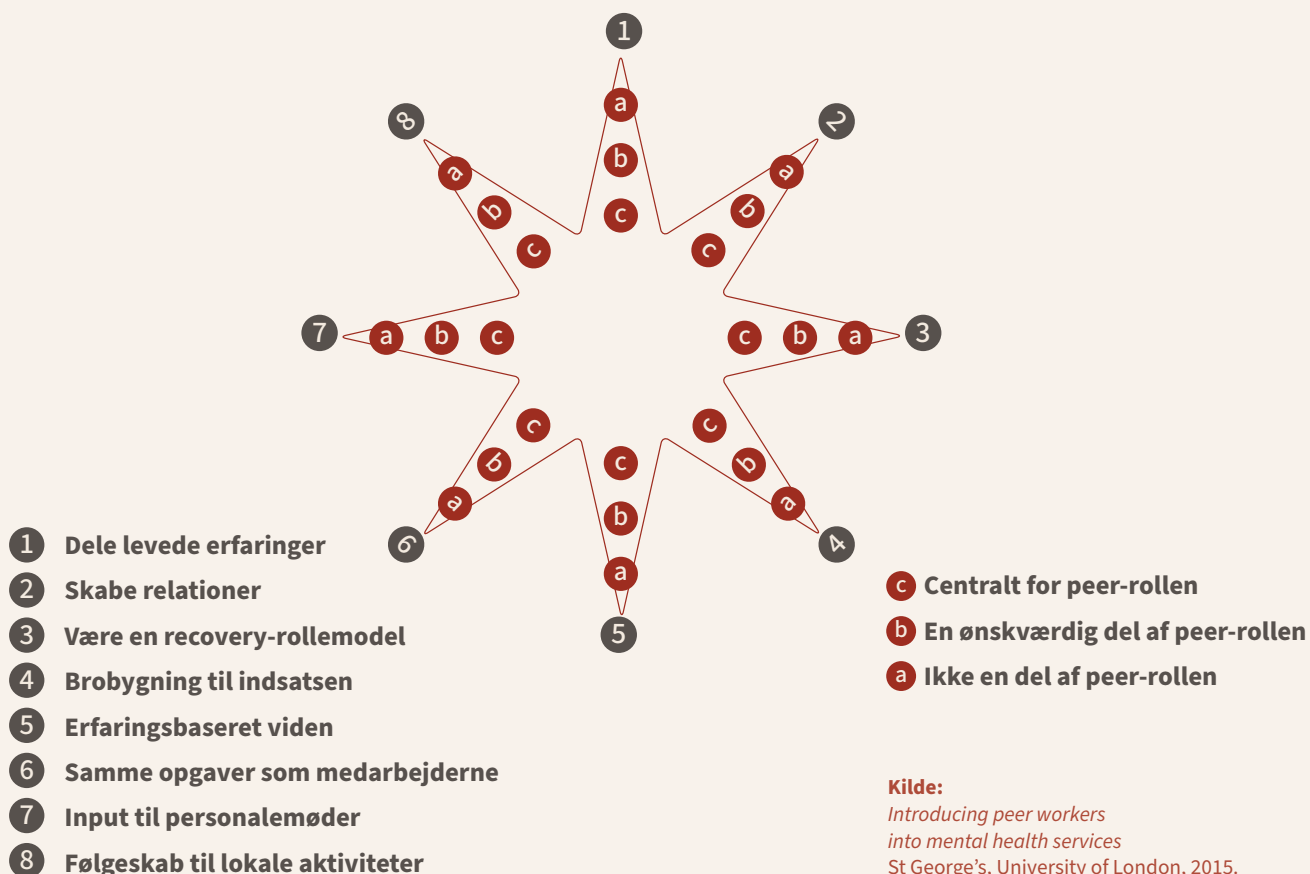 1
8
2
a
a
a
b
b
b
c
c
c
7
a
b
c
c
b
a
3
c
c
b
c
b
a
b
a
a
6
4
5
1 Dele levede erfaringer
2 Skabe relationer
3 Være en recovery-rollemodel
4 Brobygning til indsatsen
5 Erfaringsbaseret viden
6 Samme opgaver som medarbejderne
7 Input til personalemøder
8 Følgeskab til lokale aktiviteter
c Centralt for peer-rollen
b En ønskværdig del af peer-rollen
a Ikke en del af peer-rollen
Kilde:
Introducing peer workers
into mental health services
St George's, University of London, 2015.